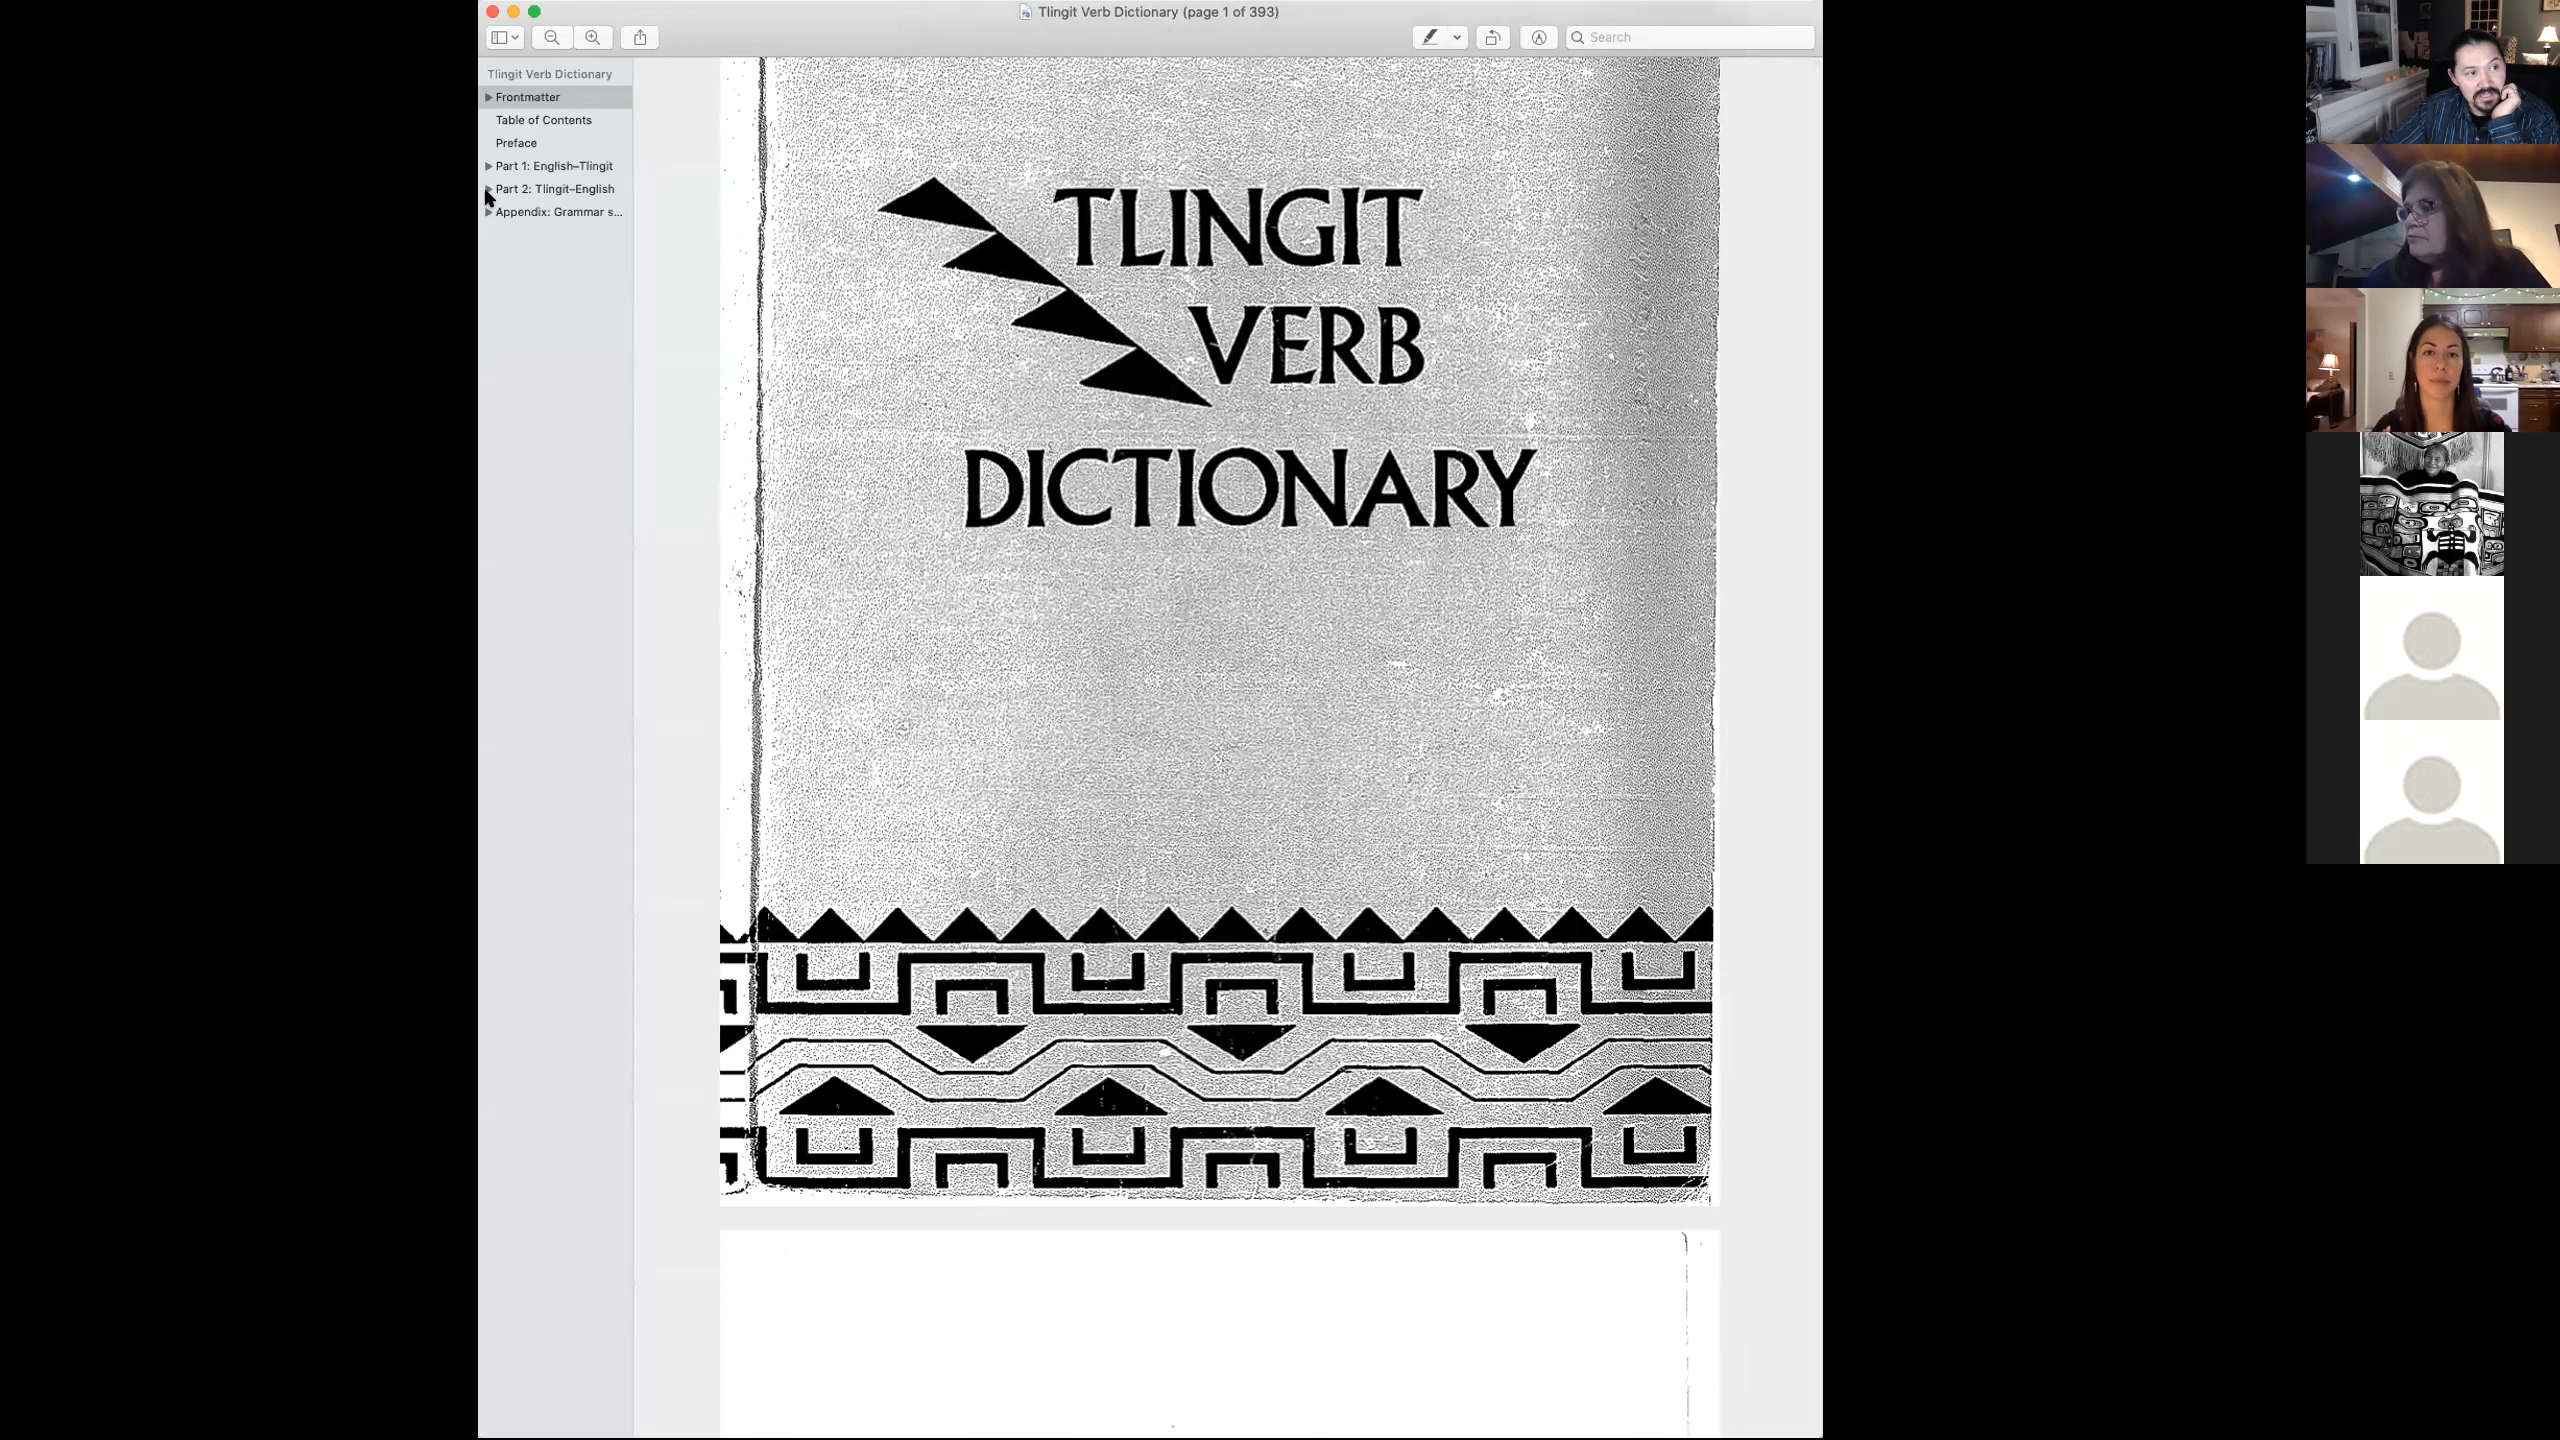 Tlingit Verb Dictionary (page 1 of 393)
Search
Tlingit Verb Dictionary
Frontmatter
Table of Contents
Preface
Part 1: English–Tlingit
Part 2: Tlingit–English
Appendix: Grammar s...
TLINGIT
VERB
DICTIONARY